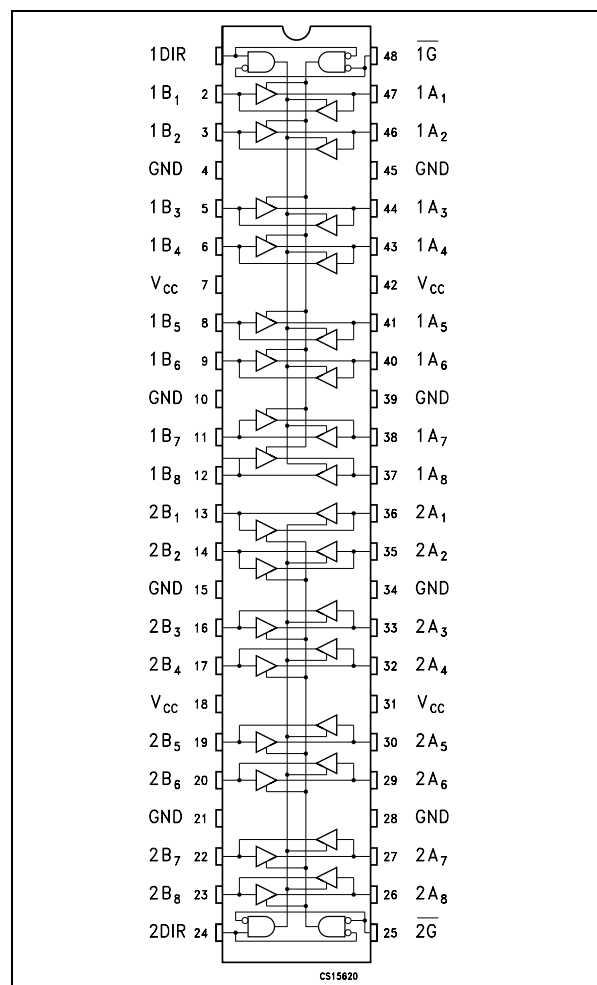 1DIR 48 1G
1B1 2 47 1A1
1B2 3 46 1A2
GND 4 45 GND
1B3 5 44 1A3
1B4 6 43 1A4
VCC 7 42 VCC
1B5 8 41 1A5
1B6 9 40 1A6
GND 10 39 GND
1B7 11 38 1A7
1B8 12 37 1A8
2B1 13 36 2A1
2B2 14 35 2A2
GND 15 34 GND
2B3 16 33 2A3
2B4 17 32 2A4
VCC 18 31 VCC
2B5 19 30 2A5
2B6 20 29 2A6
GND 21 28 GND
2B7 22 27 2A7
2B8 23 26 2A8
2DIR 24 25 2G
CS15620